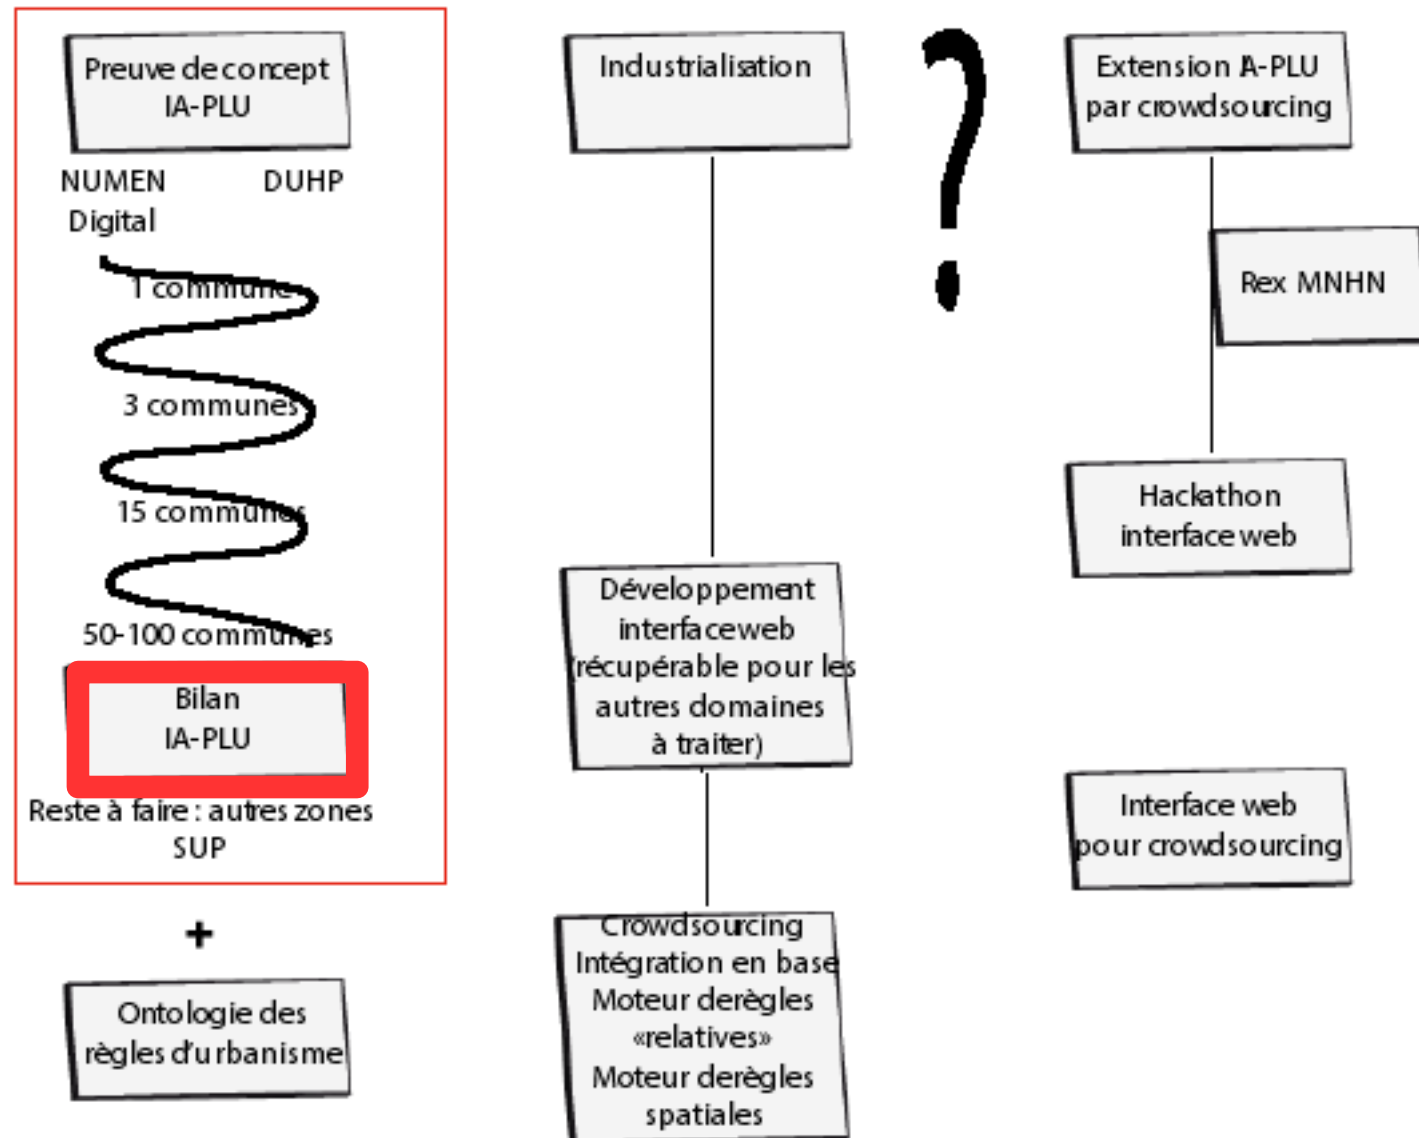 Preuve de concept
IA-PLU
NUMEN DUHP
Digital
1 commune
3 communes
15 communes
50-100 communes
Bilan
IA-PLU
Reste à faire : autres zones
SUP
+
Ontologie des
règles d'urbanisme
Industrialisation
Développement
interface web
(récupérable pour les
autres domaines
à traiter)
Crowdsourcing
Intégration en base
Moteur de règles
«relatives»
Moteur de règles
spatiales
?
Extension IA-PLU
par crowdsourcing
Rex MNHN
Hackathon
interface web
Interface web
pour crowdsourcing